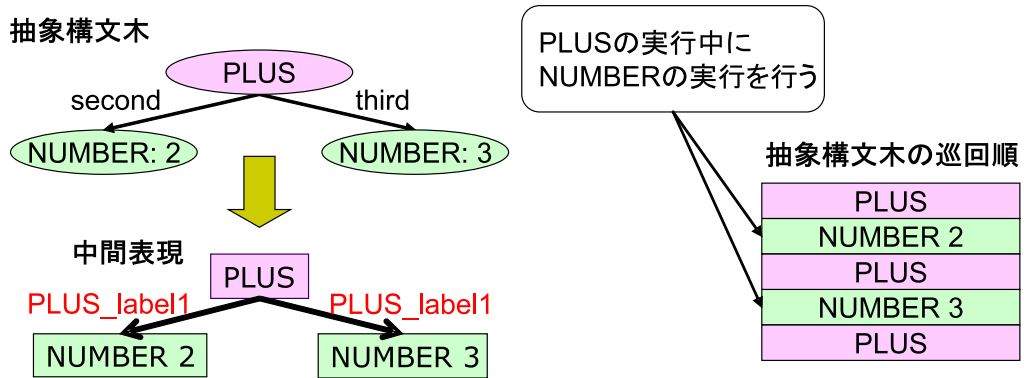 抽象構文木
PLUS
second
third
NUMBER: 2
NUMBER: 3
中間表現
PLUS
PLUS_label1
PLUS_label1
NUMBER 2
NUMBER 3
PLUSの実行中に
NUMBERの実行を行う
抽象構文木の巡回順
PLUS
NUMBER 2
PLUS
NUMBER 3
PLUS